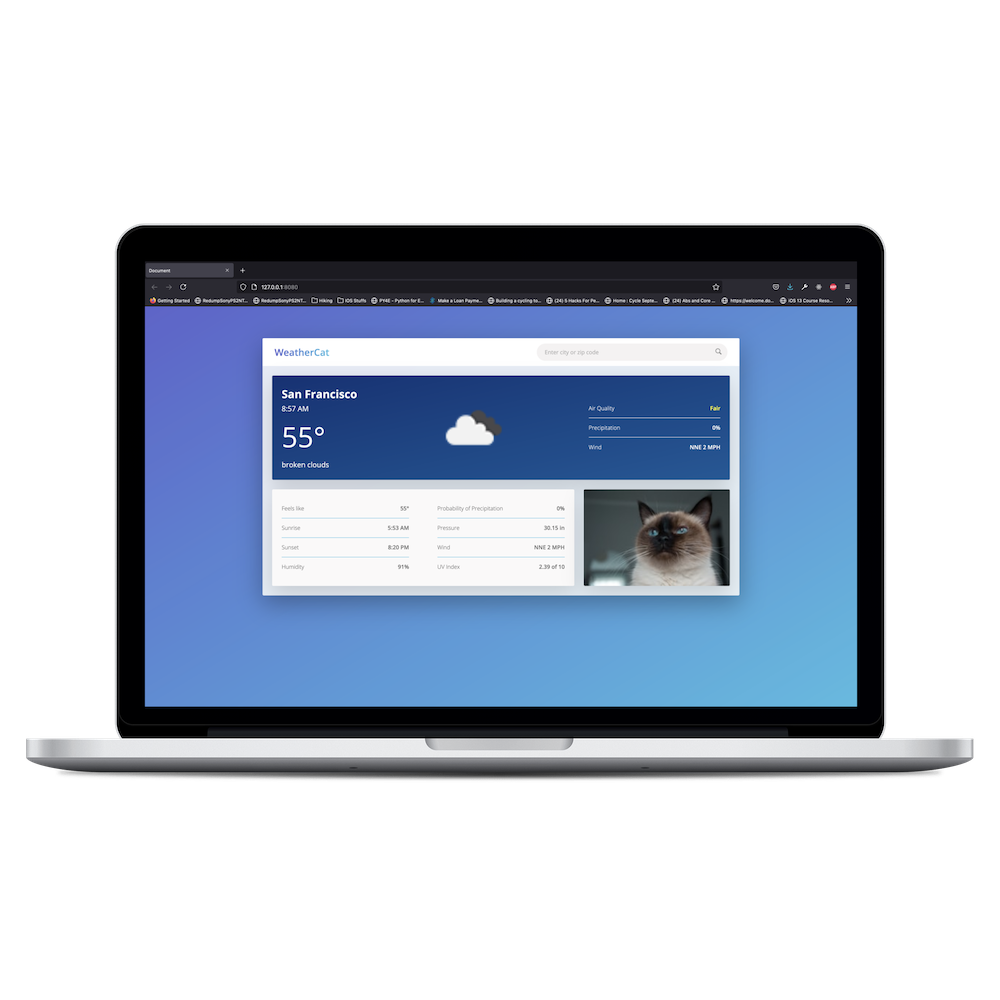 Document
127.0.0.1:8080
Getting Started RedumpSonyPS2NT... RedumpSonyPS2NT... Hiking IOS Stuffs PY4E – Python for E... Make a Loan Payme... Building a cycling to... (24) 5 Hacks For Pe... Home : Cycle Septe... (24) Abs and Core ... https://welcome.do... iOS 13 Course Reso...
WeatherCat Enter city or zip code
San Francisco
8:57 AM
55°
broken clouds
Air Quality Fair
Precipitation 0%
Wind NNE 2 MPH
Feels like 55° Probability of Precipitation 0%
Sunrise 5:53 AM Pressure 30.15 in
Sunset 8:20 PM Wind NNE 2 MPH
Humidity 91% UV Index 2.39 of 10